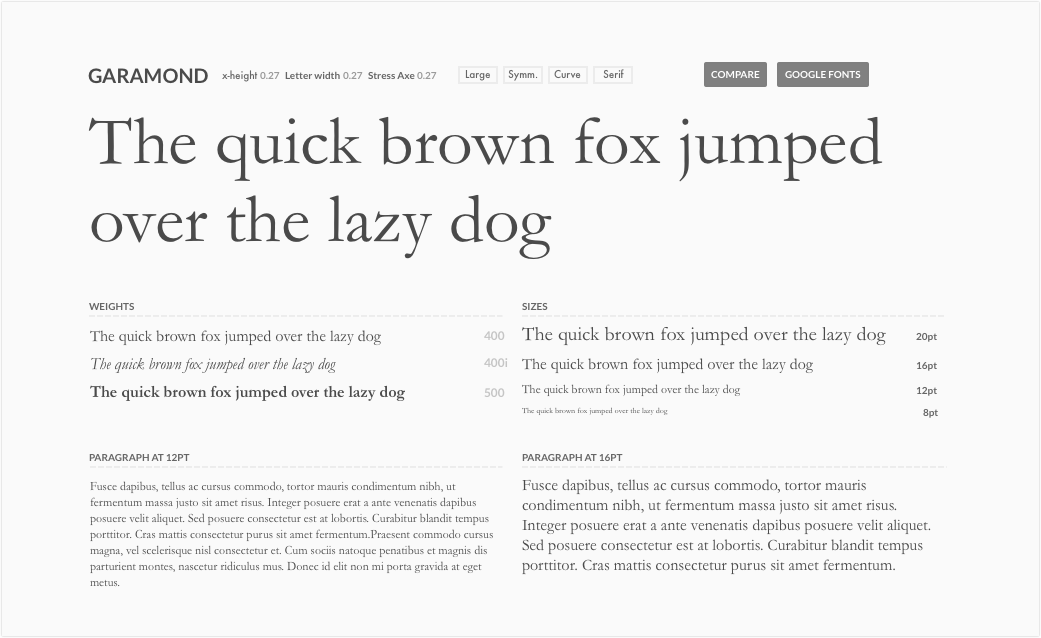 GARAMOND x-height 0.27 Letter width 0.27 Stress Axe 0.27 Large Symm. Curve Serif COMPARE GOOGLE FONTS
The quick brown fox jumped
over the lazy dog
WEIGHTS
The quick brown fox jumped over the lazy dog 400
The quick brown fox jumped over the lazy dog 400i
The quick brown fox jumped over the lazy dog 500
SIZES
The quick brown fox jumped over the lazy dog 20pt
The quick brown fox jumped over the lazy dog 16pt
The quick brown fox jumped over the lazy dog 12pt
The quick brown fox jumped over the lazy dog 8pt
PARAGRAPH AT 12PT
Fusce dapibus, tellus ac cursus commodo, tortor mauris condimentum nibh, ut
fermentum massa justo sit amet risus. Integer posuere erat a ante venenatis dapibus
posuere velit aliquet. Sed posuere consectetur est at lobortis. Curabitur blandit tempus
porttitor. Cras mattis consectetur purus sit amet fermentum.Praesent commodo cursus
magna, vel scelerisque nisl consectetur et. Cum sociis natoque penatibus et magnis dis
parturient montes, nascetur ridiculus mus. Donec id elit non mi porta gravida at eget
metus.
PARAGRAPH AT 16PT
Fusce dapibus, tellus ac cursus commodo, tortor mauris
condimentum nibh, ut fermentum massa justo sit amet risus.
Integer posuere erat a ante venenatis dapibus posuere velit aliquet.
Sed posuere consectetur est at lobortis. Curabitur blandit tempus
porttitor. Cras mattis consectetur purus sit amet fermentum.